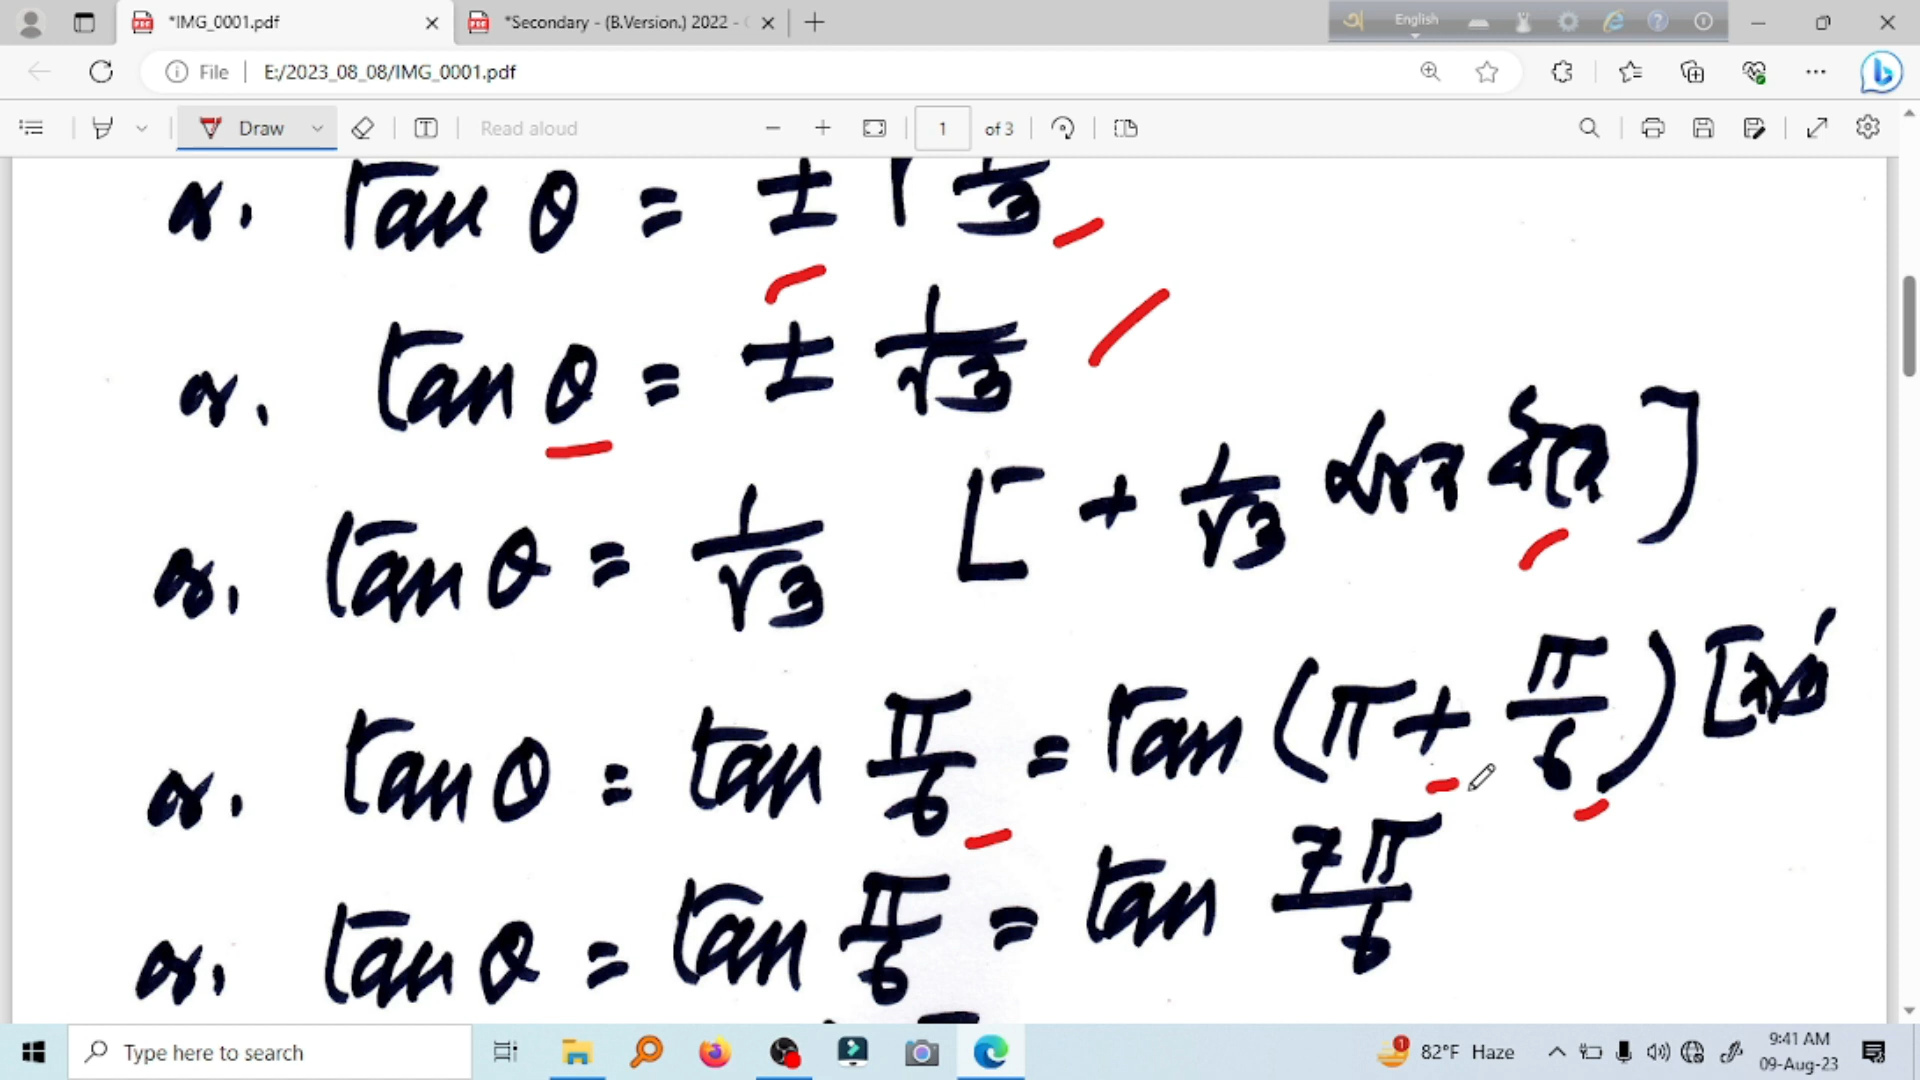 *IMG_0001.pdf
*Secondary - (B.Version.) 2022 -
English
File
E:/2023_08_08/IMG_0001.pdf
Draw
Read aloud
1 of 3
বা, tan θ = ± √1/3
বা, tan θ = ± 1/√3
বা, tan θ = 1/√3 [ + 1/√3 ]
বা, tan θ = tan π/6 = tan (π + π/6) [
বা, tan θ = tan π/6 = tan 7π/6
Type here to search
1
82°F Haze
9:41 AM
09-Aug-23